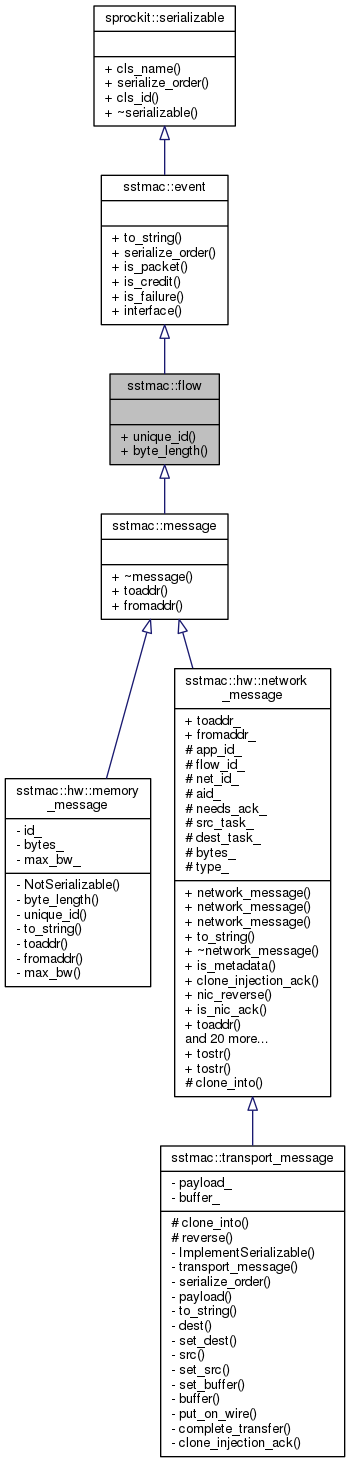 sprockit::serializable
+ cls_name()
+ serialize_order()
+ cls_id()
+ ~serializable()
sstmac::event
+ to_string()
+ serialize_order()
+ is_packet()
+ is_credit()
+ is_failure()
+ interface()
sstmac::flow
+ unique_id()
+ byte_length()
sstmac::message
+ ~message()
+ toaddr()
+ fromaddr()
sstmac::hw::memory
_message
- id_
- bytes_
- max_bw_
- NotSerializable()
- byte_length()
- unique_id()
- to_string()
- toaddr()
- fromaddr()
- max_bw()
sstmac::hw::network
_message
+ toaddr_
+ fromaddr_
# app_id_
# flow_id_
# net_id_
# aid_
# needs_ack_
# src_task_
# dest_task_
# bytes_
# type_
+ network_message()
+ network_message()
+ network_message()
+ to_string()
+ ~network_message()
+ is_metadata()
+ clone_injection_ack()
+ nic_reverse()
+ is_nic_ack()
+ toaddr()
and 20 more...
+ tostr()
+ tostr()
# clone_into()
sstmac::transport_message
- payload_
- buffer_
# clone_into()
# reverse()
- ImplementSerializable()
- transport_message()
- serialize_order()
- payload()
- to_string()
- dest()
- set_dest()
- src()
- set_src()
- set_buffer()
- buffer()
- put_on_wire()
- complete_transfer()
- clone_injection_ack()